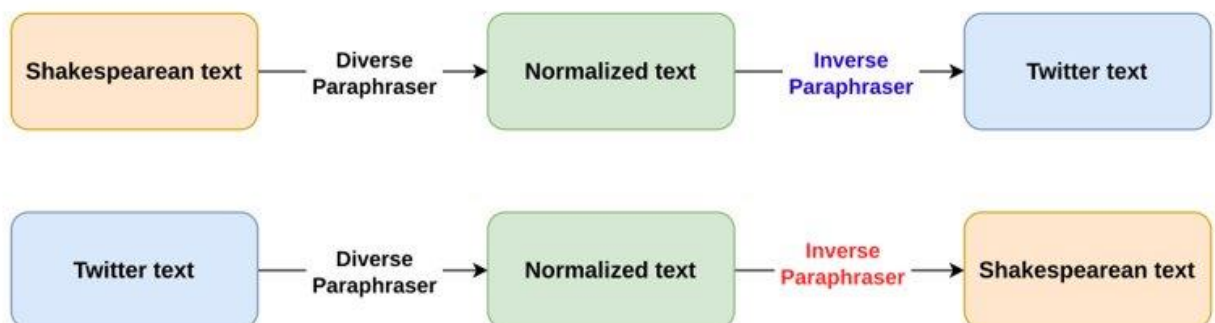 Shakespearean text
Diverse
Paraphraser
Normalized text
Inverse
Paraphraser
Twitter text
Twitter text
Diverse
Paraphraser
Normalized text
Inverse
Paraphraser
Shakespearean text